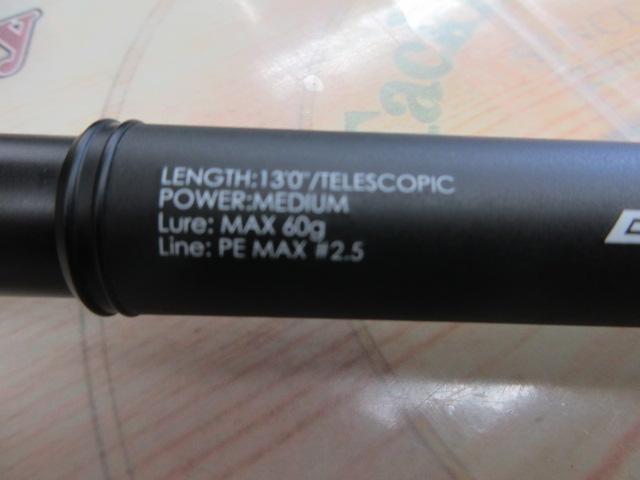 LENGTH:13'0"/TELESCOPIC
POWER:MEDIUM
Lure: MAX 60g
Line: PE MAX #2.5